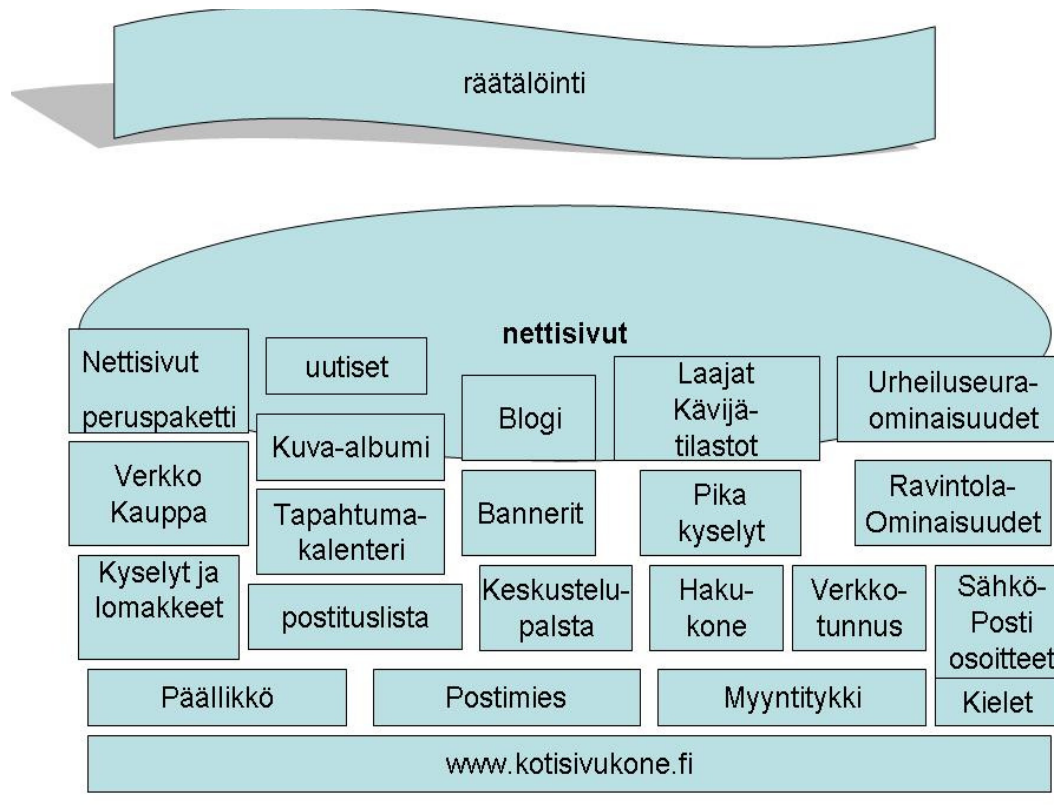 räätälöinti
nettisivut
Nettisivut
peruspaketti
uutiset
Blogi
Laajat
Kävijä-
tilastot
Urheiluseura-
ominaisuudet
Verkko
Kauppa
Kuva-albumi
Tapahtuma-
kalenteri
Bannerit
Pika
kyselyt
Ravintola-
Ominaisuudet
Kyselyt ja
lomakkeet
postituslista
Keskustelu-
palsta
Haku-
kone
Verkko-
tunnus
Sähkö-
Posti
osoitteet
Päällikkö
Postimies
Myyntitykki
Kielet
www.kotisivukone.fi